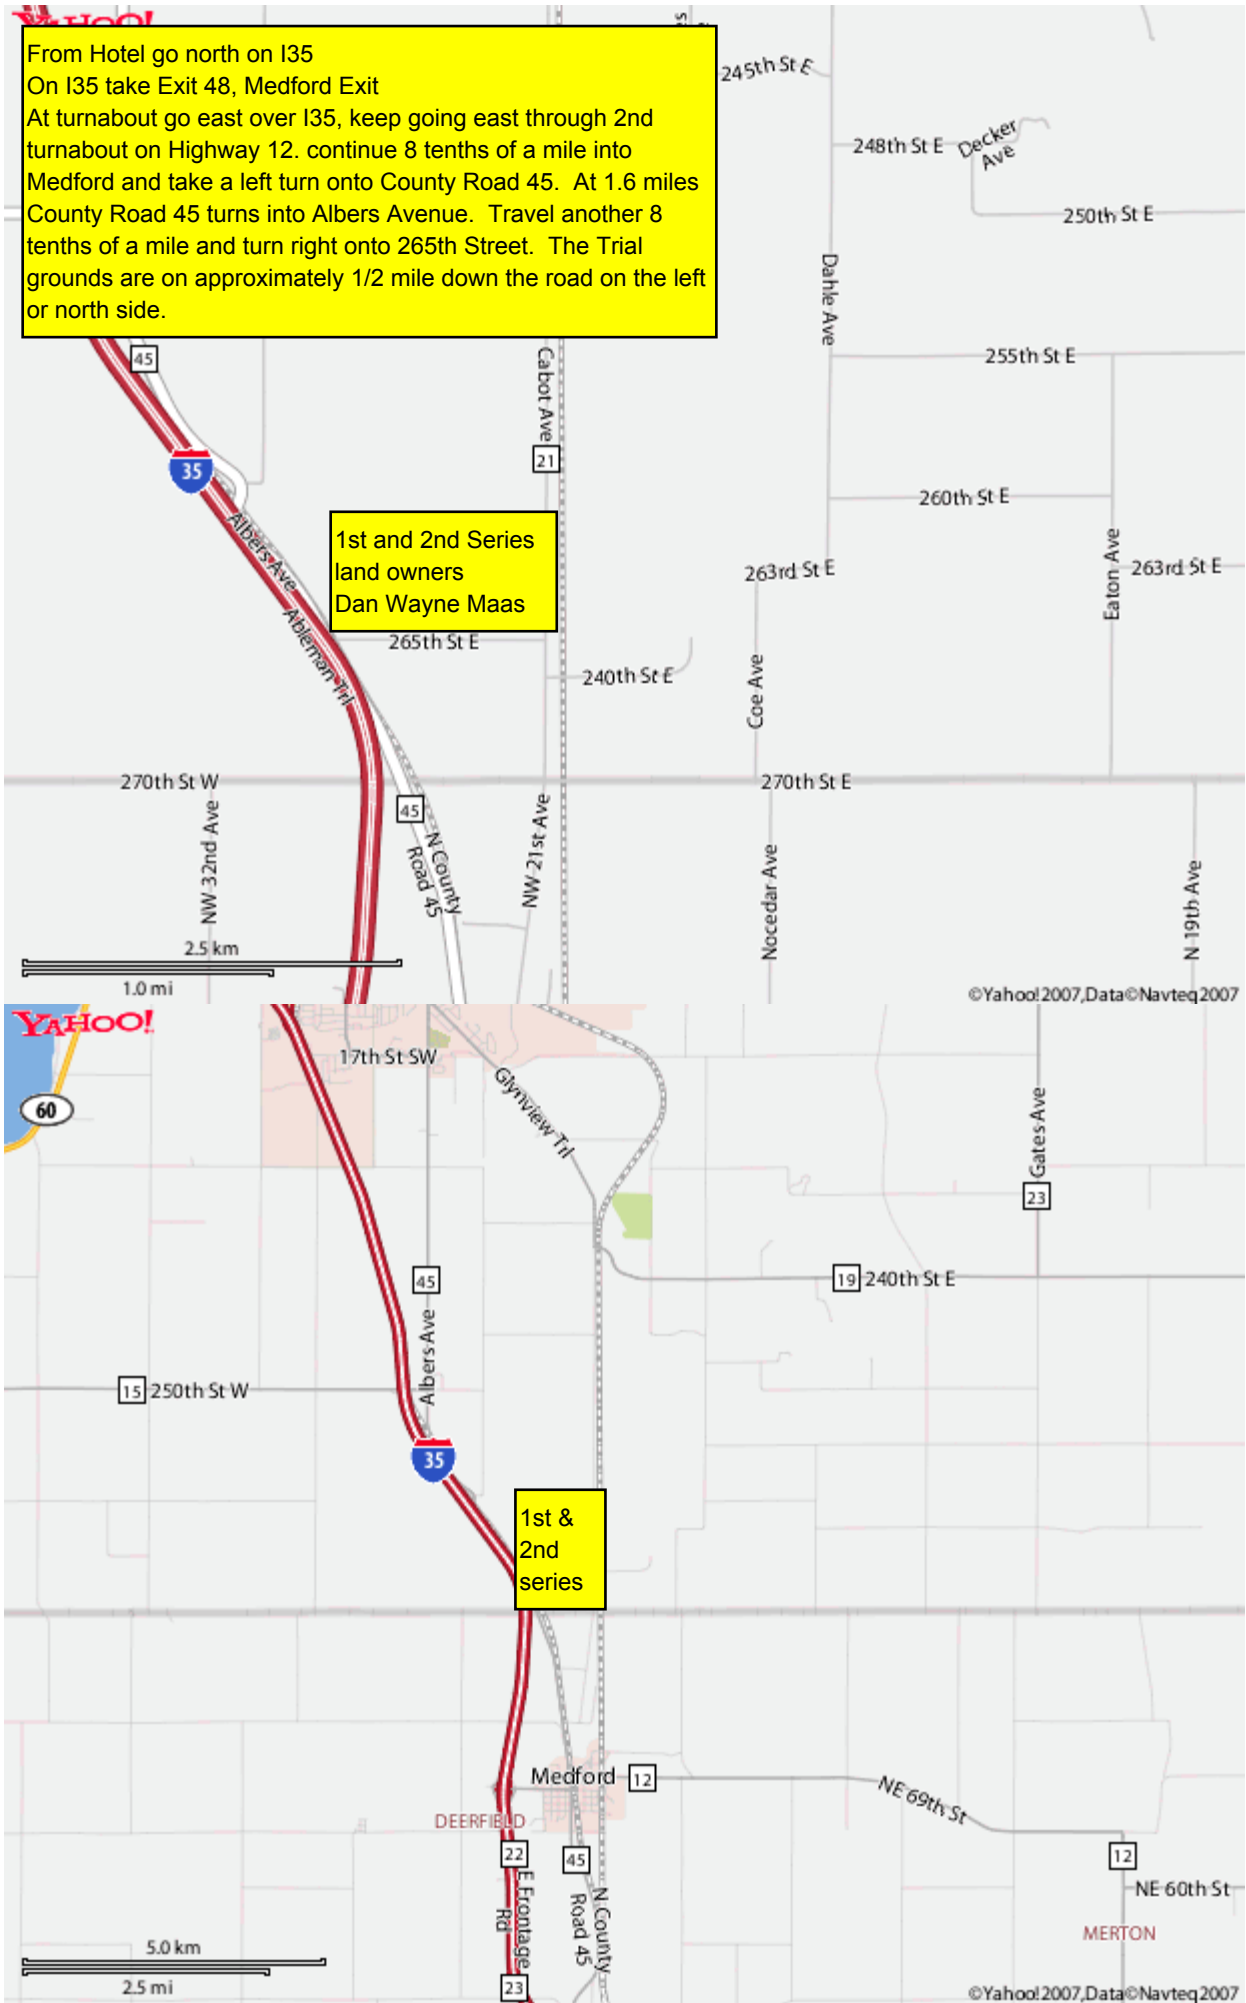 YAHOO!
From Hotel go north on I35
On I35 take Exit 48, Medford Exit
At turnabout go east over I35, keep going east through 2nd
turnabout on Highway 12. continue 8 tenths of a mile into
Medford and take a left turn onto County Road 45.  At 1.6 miles
County Road 45 turns into Albers Avenue.  Travel another 8
tenths of a mile and turn right onto 265th Street.  The Trial
grounds are on approximately 1/2 mile down the road on the left
or north side.
245th St E
248th St E
Decker
Ave
250th St E
Dahle Ave
45
Cabot Ave
255th St E
35
21
260th St E
Albers Ave
1st and 2nd Series
land owners
Dan Wayne Maas
263rd St E
Eaton Ave
263rd St E
Ableman Trl
265th St E
240th St E
Coe Ave
270th St W
270th St E
45
NW 32nd Ave
N County
Road 45
NW 21st Ave
Nocedar Ave
N 19th Ave
2.5 km
1.0 mi
©Yahoo!2007,Data©Navteq2007
YAHOO!
17th St SW
60
Glynview Trl
Gates Ave
23
45
19
240th St E
Albers Ave
15
250th St W
35
1st &
2nd
series
Medford
12
NE 69th St
DEERFIELD
22
45
12
E Frontage
Rd
N County
Road 45
NE 60th St
MERTON
5.0 km
2.5 mi
23
©Yahoo!2007,Data©Navteq2007